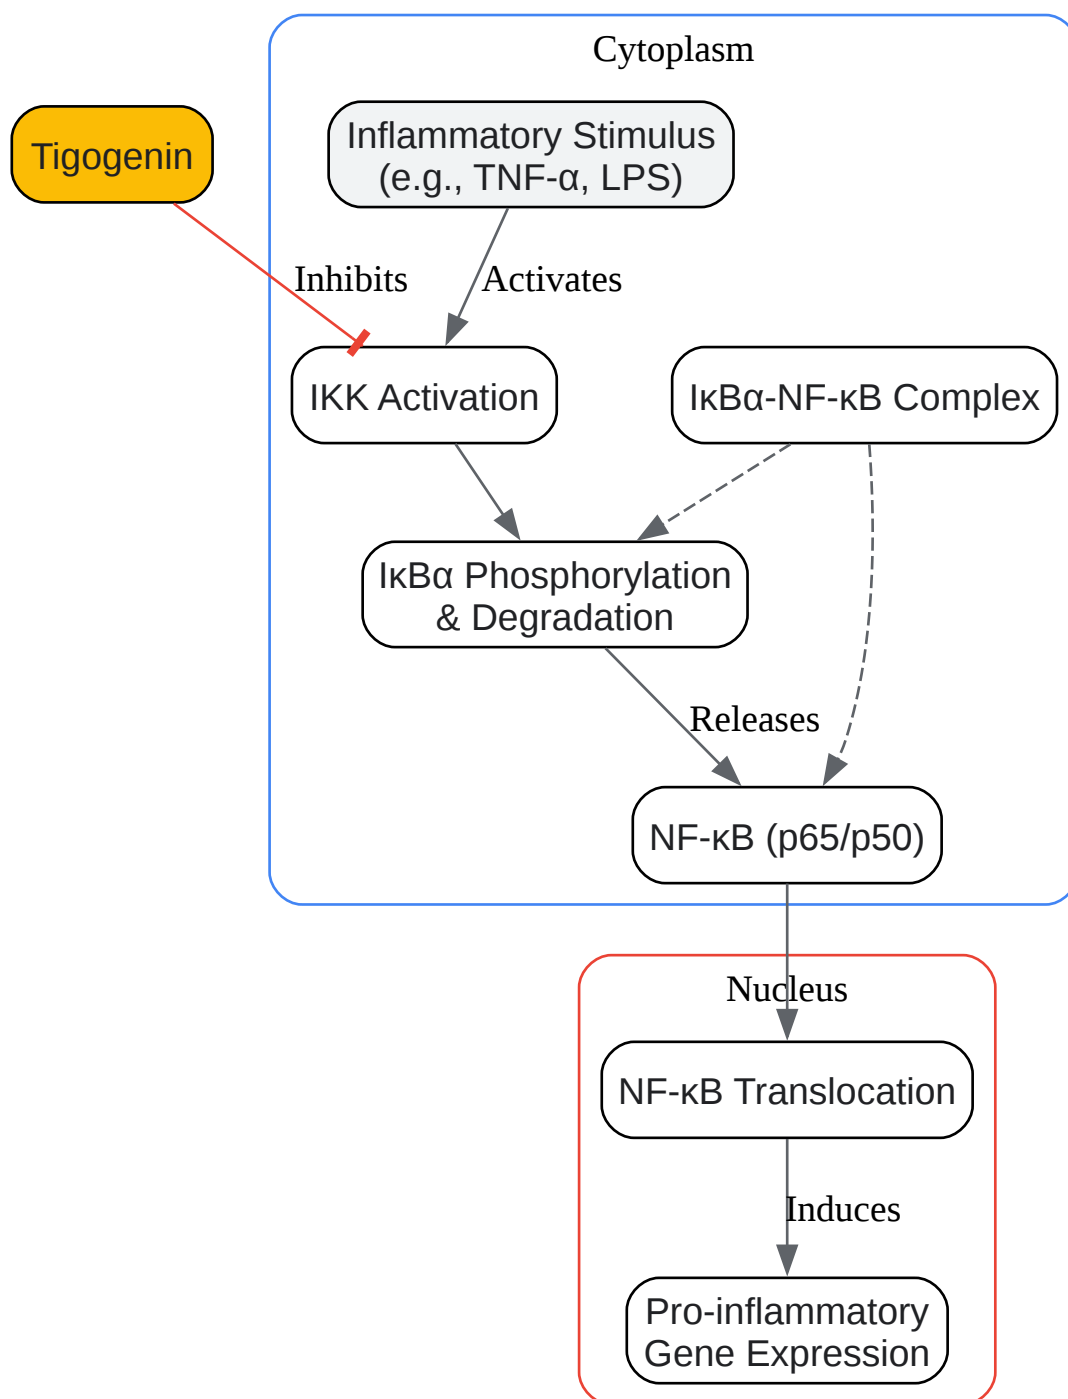 Cytoplasm
Tigogenin
Inflammatory Stimulus
(e.g., TNF-α, LPS)
Inhibits
Activates
IKK Activation
IκBα-NF-κB Complex
IκBα Phosphorylation
& Degradation
Releases
NF-κB (p65/p50)
Nucleus
NF-κB Translocation
Induces
Pro-inflammatory
Gene Expression